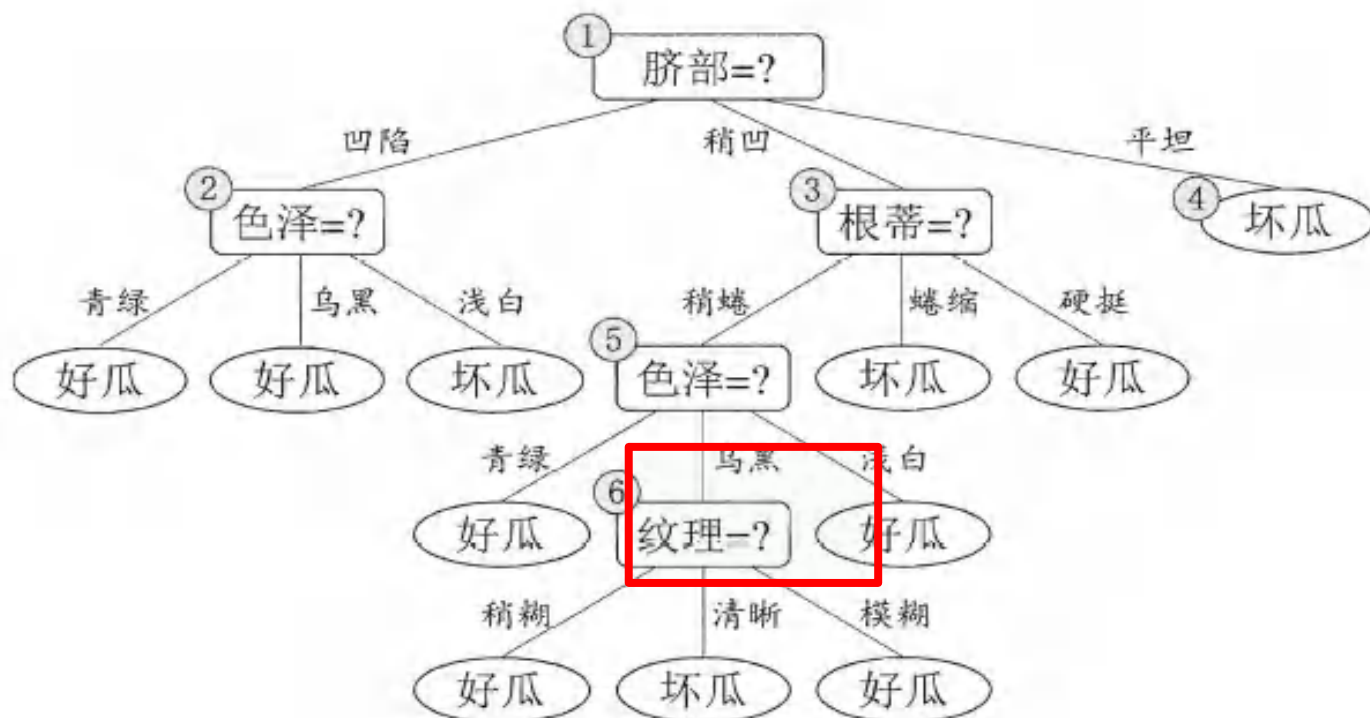 ①
脐部=?
凹陷 稍凹 平坦
② ③ ④
色泽=? 根蒂=? 坏瓜
青绿 乌黑 浅白 稍蜷 蜷缩 硬挺
⑤
好瓜 好瓜 坏瓜 色泽=? 坏瓜 好瓜
青绿 乌黑 浅白
⑥
好瓜 纹理=? 好瓜
稍糊 清晰 模糊
好瓜 坏瓜 好瓜